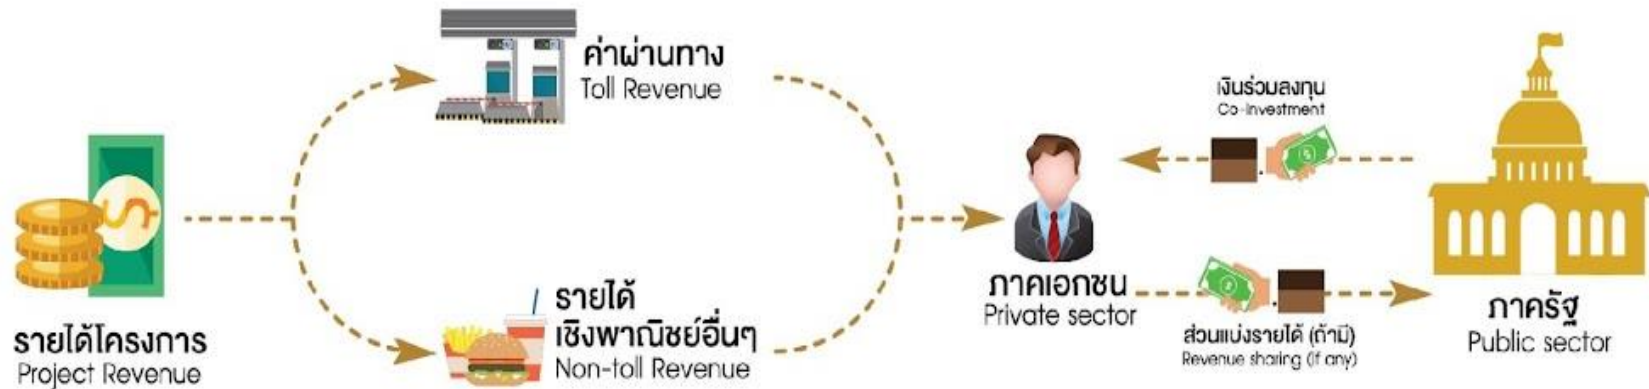 รายได้โครงการ
Project Revenue
ค่าผ่านทาง
Toll Revenue
รายได้
เชิงพาณิชย์อื่นๆ
Non-toll Revenue
ภาคเอกชน
Private sector
เงินร่วมลงทุน
Co-Investment
ส่วนแบ่งรายได้ (ถ้ามี)
Revenue sharing (if any)
ภาครัฐ
Public sector